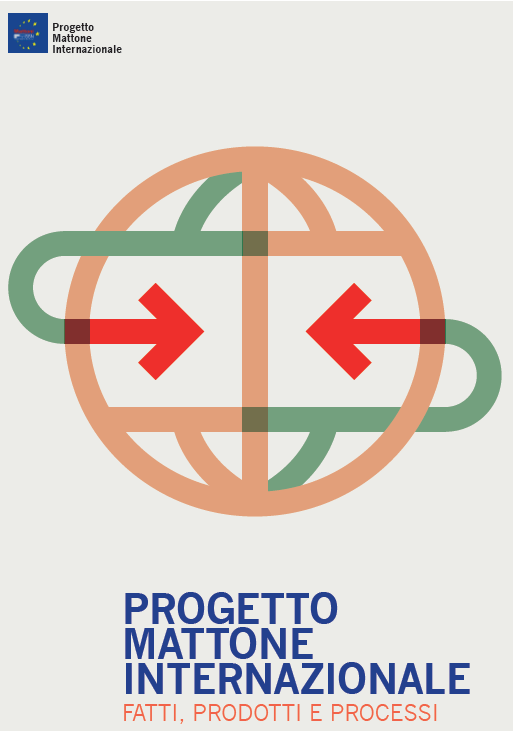 Progetto
Mattone
Internazionale
PROGETTO
MATTONE
INTERNAZIONALE
FATTI, PRODOTTI E PROCESSI